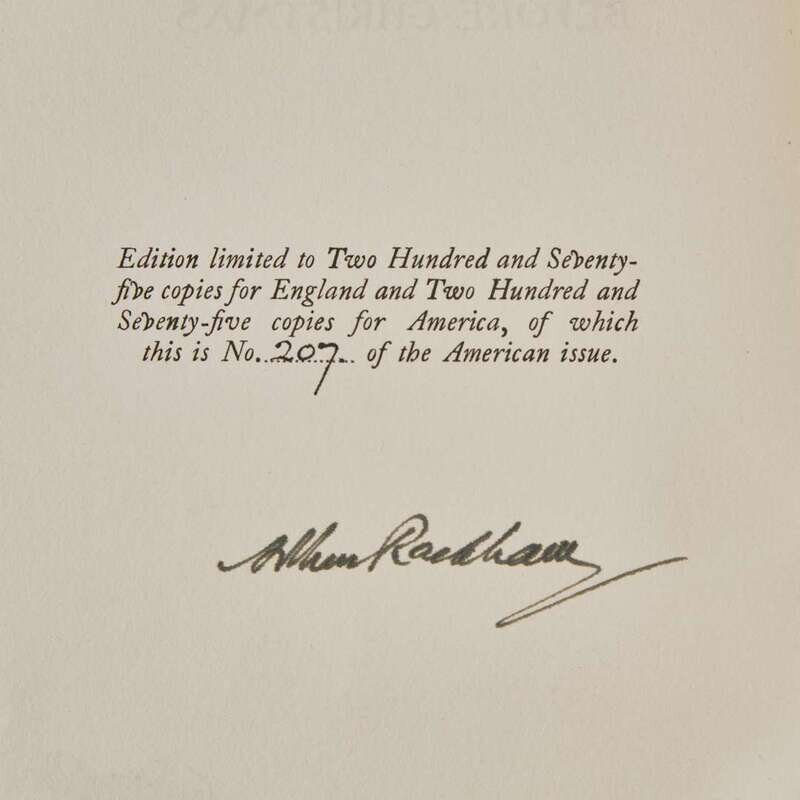 Edition limited to Two Hundred and Seventy-
five copies for England and Two Hundred and
Seventy-five copies for America, of which
this is No. 207 of the American issue.
Arthur Rackham